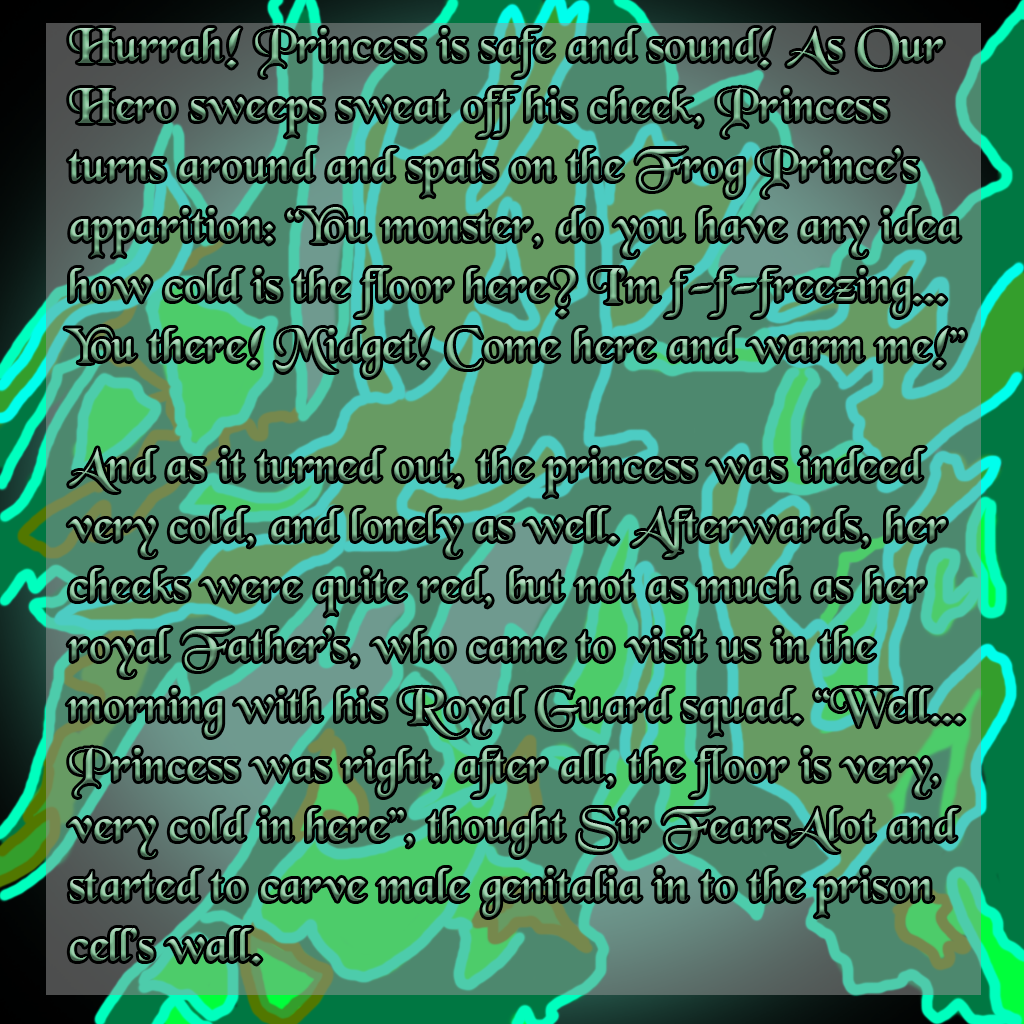 Hurrah! Princess is safe and sound! As Our
Hero sweeps sweat off his cheek, Princess
turns around and spats on the Frog Prince's
apparition: “You monster, do you have any idea
how cold is the floor here? I'm f-f-freezing...
You there! Midget! Come here and warm me!”
And as it turned out, the princess was indeed
very cold, and lonely as well. Afterwards, her
cheeks were quite red, but not as much as her
royal Father's, who came to visit us in the
morning with his Royal Guard squad. “Well...
Princess was right, after all, the floor is very,
very cold in here”, thought Sir FearsAlot and
started to carve male genitalia in to the prison
cell's wall.